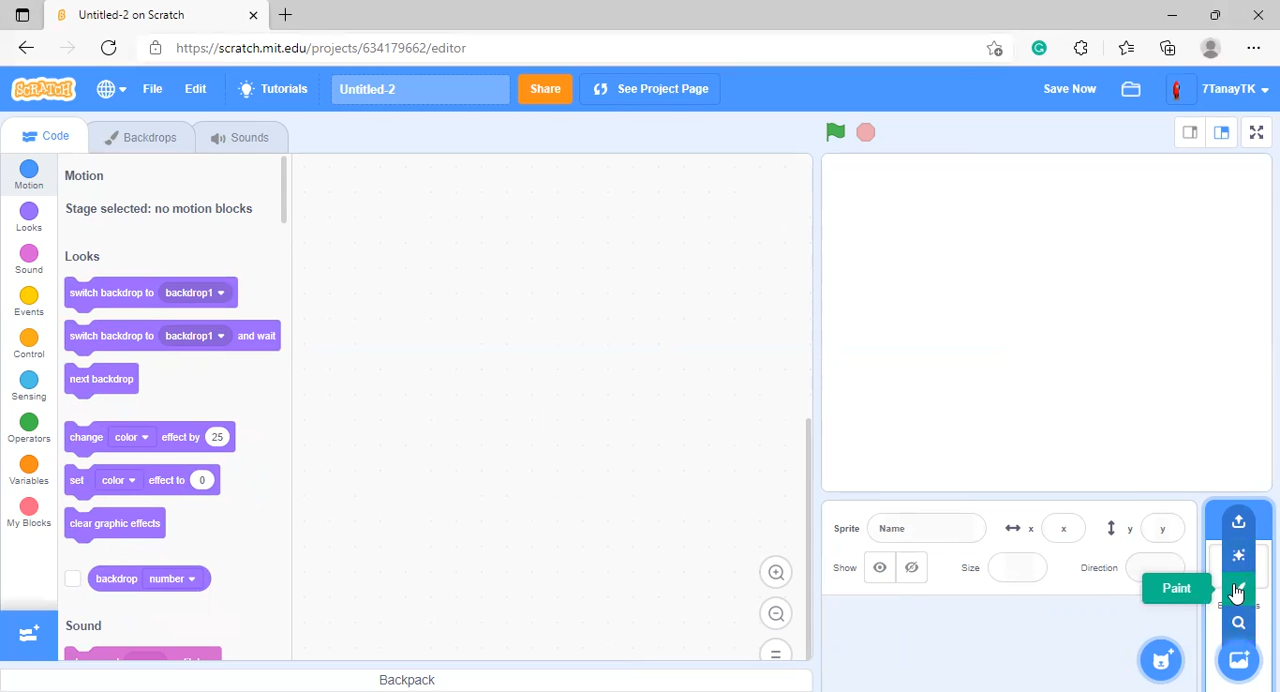 Untitled-2 on Scratch
https://scratch.mit.edu/projects/634179662/editor
SCRATCH
File
Edit
Tutorials
Untitled-2
Share
See Project Page
Save Now
7TanayTK
Code
Backdrops
Sounds
Motion
Looks
Sound
Events
Control
Sensing
Operators
Variables
My Blocks
Motion
Stage selected: no motion blocks
Looks
switch backdrop to backdrop1
switch backdrop to backdrop1 and wait
next backdrop
change color effect by 25
set color effect to 0
clear graphic effects
backdrop number
Sound
Backpack
Sprite Name x x y y
Show Size Direction
Paint